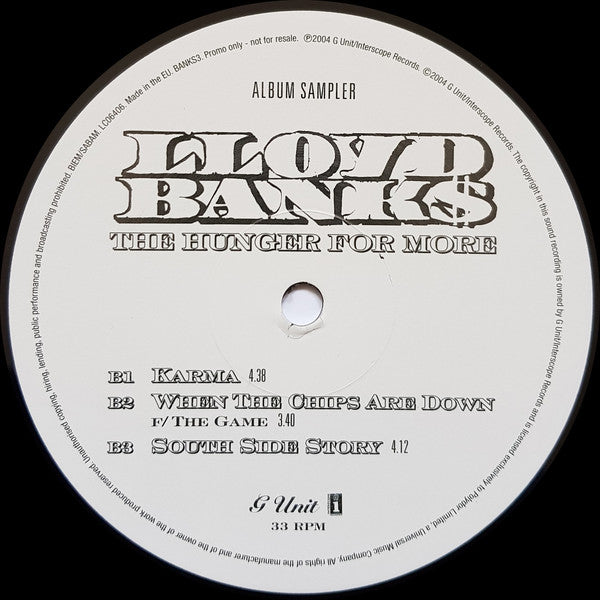 ALBUM SAMPLER
LLOYD
BANK$
THE HUNGER FOR MORE
B1 KARMA 4.38
B2 WHEN THE CHIPS ARE DOWN
F/ THE GAME 3.40
B3 SOUTH SIDE STORY 4.12
G Unit i
33 RPM
Unauthorised copying, hiring, lending, public performance and broadcasting prohibited. BIEM/SABAM. LC06406. Made in the EU. BANKS3. Promo only - not for resale. ℗2004 G Unit/Interscope Records. ©2004 G Unit/Interscope Records. The copyright in this sound recording is owned by G Unit/Interscope Records and is licensed exclusively to Polydor Limited, a Universal Music Company. All rights of the manufacturer and of the owner of the work produced reserved.